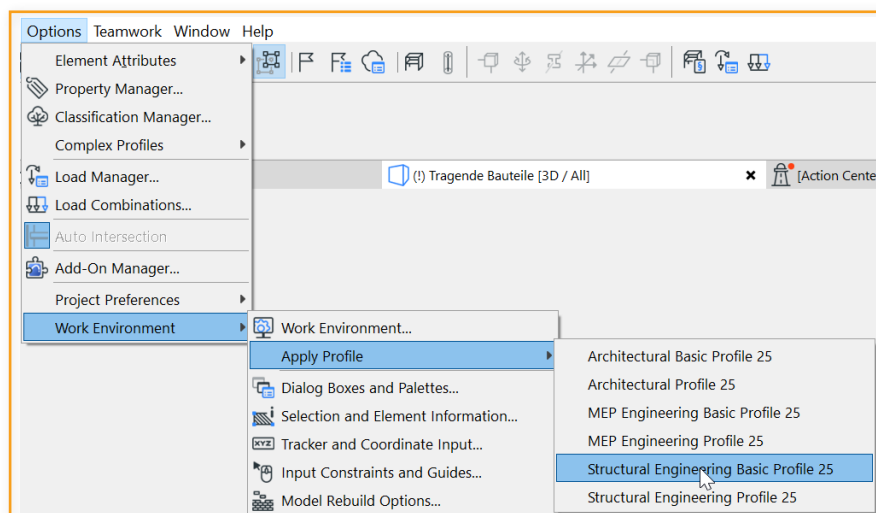 Options Teamwork Window Help
Element Attributes
Property Manager...
Classification Manager...
Complex Profiles
Load Manager...
Load Combinations...
Auto Intersection
Add-On Manager...
Project Preferences
Work Environment
(!) Tragende Bauteile [3D / All]
[Action Cente
Work Environment...
Apply Profile
Dialog Boxes and Palettes...
Selection and Element Information...
XYZ Tracker and Coordinate Input...
Input Constraints and Guides...
Model Rebuild Options...
Architectural Basic Profile 25
Architectural Profile 25
MEP Engineering Basic Profile 25
MEP Engineering Profile 25
Structural Engineering Basic Profile 25
Structural Engineering Profile 25